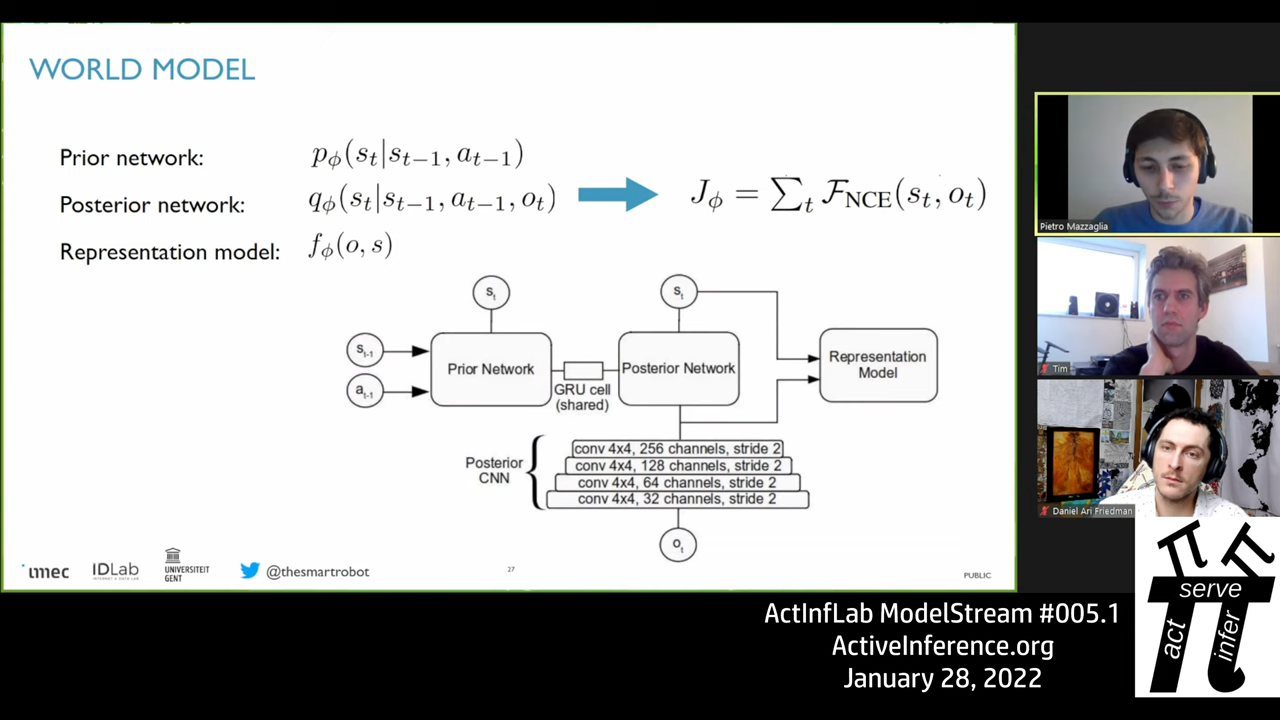 WORLD MODEL
Prior network: p_ϕ(s_t|s_{t−1}, a_{t−1})
Posterior network: q_ϕ(s_t|s_{t−1}, a_{t−1}, o_t)
Representation model: f_ϕ(o, s)
J_ϕ = ∑_t ℱ_NCE(s_t, o_t)
s_t
s_t
s_{t-1}
a_{t-1}
Prior Network
GRU cell
(shared)
Posterior Network
Representation
Model
Posterior
CNN
conv 4x4, 256 channels, stride 2
conv 4x4, 128 channels, stride 2
conv 4x4, 64 channels, stride 2
conv 4x4, 32 channels, stride 2
o_t
imec
IDLab
UNIVERSITEIT
GENT
@thesmartrobot
27
PUBLIC
Pietro Mazzaglia
Tim
Daniel Ari Friedman
ActInfLab ModelStream #005.1
ActiveInference.org
January 28, 2022
serve
act
infer